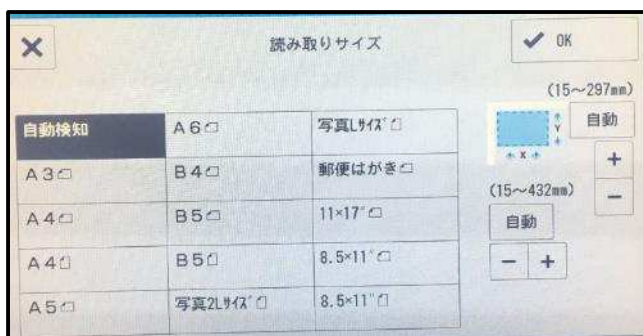 読み取りサイズ
OK
(15～297mm)
自動検知 A6 写真Lサイズ 自動
Y
X
A3 B4 郵便はがき +
(15～432mm) −
A4 B5 11×17" 自動
A4 B5 8.5×11" − +
A5 写真2Lサイズ 8.5×11"